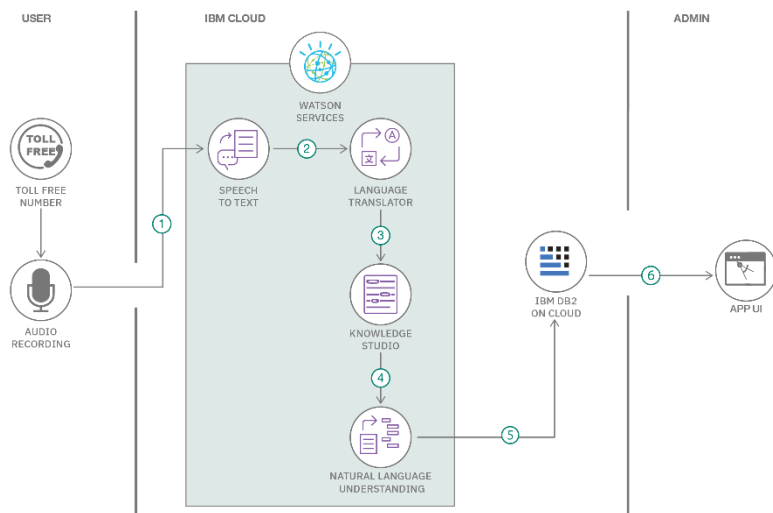 USER
IBM CLOUD
ADMIN
WATSON
SERVICES
TOLL
FREE
TOLL FREE
NUMBER
1
SPEECH
TO TEXT
2
A
文
LANGUAGE
TRANSLATOR
3
AUDIO
RECORDING
KNOWLEDGE
STUDIO
4
NATURAL LANGUAGE
UNDERSTANDING
5
IBM DB2
ON CLOUD
6
APP UI